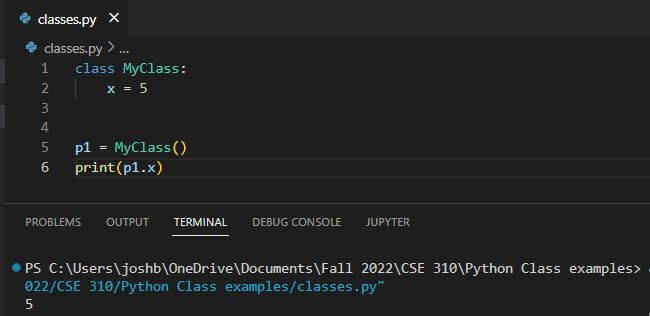 classes.py ×
classes.py > ...
1 class MyClass:
2     x = 5
3
4
5 p1 = MyClass()
6 print(p1.x)
PROBLEMS OUTPUT TERMINAL DEBUG CONSOLE JUPYTER
PS C:\Users\joshb\OneDrive\Documents\Fall 2022\CSE 310\Python Class examples>
022/CSE 310/Python Class examples/classes.py"
5